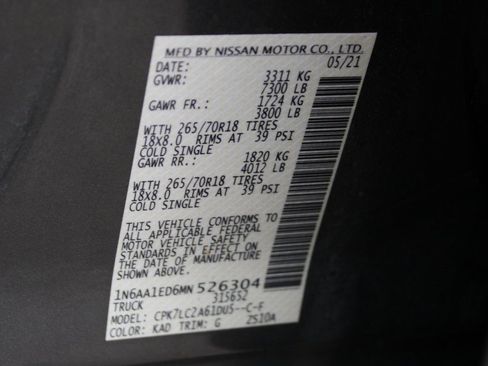 MFD BY NISSAN MOTOR CO., LTD.
DATE: 05/21
GVWR: 3311 KG
7300 LB
GAWR FR.: 1724 KG
3800 LB
WITH 265/70R18 TIRES
18x8.0 RIMS AT 39 PSI
COLD SINGLE
GAWR RR.: 1820 KG
4012 LB
WITH 265/70R18 TIRES
18x8.0 RIMS AT 39 PSI
COLD SINGLE
THIS VEHICLE CONFORMS TO
ALL APPLICABLE FEDERAL
MOTOR VEHICLE SAFETY
STANDARDS IN EFFECT ON
THE DATE OF MANUFACTURE
SHOWN ABOVE.
1N6AA1ED6MN 526304
TRUCK 315652
MODEL: CPK7LC2A61DU5--C-F
COLOR: KAD TRIM: G ZS10A